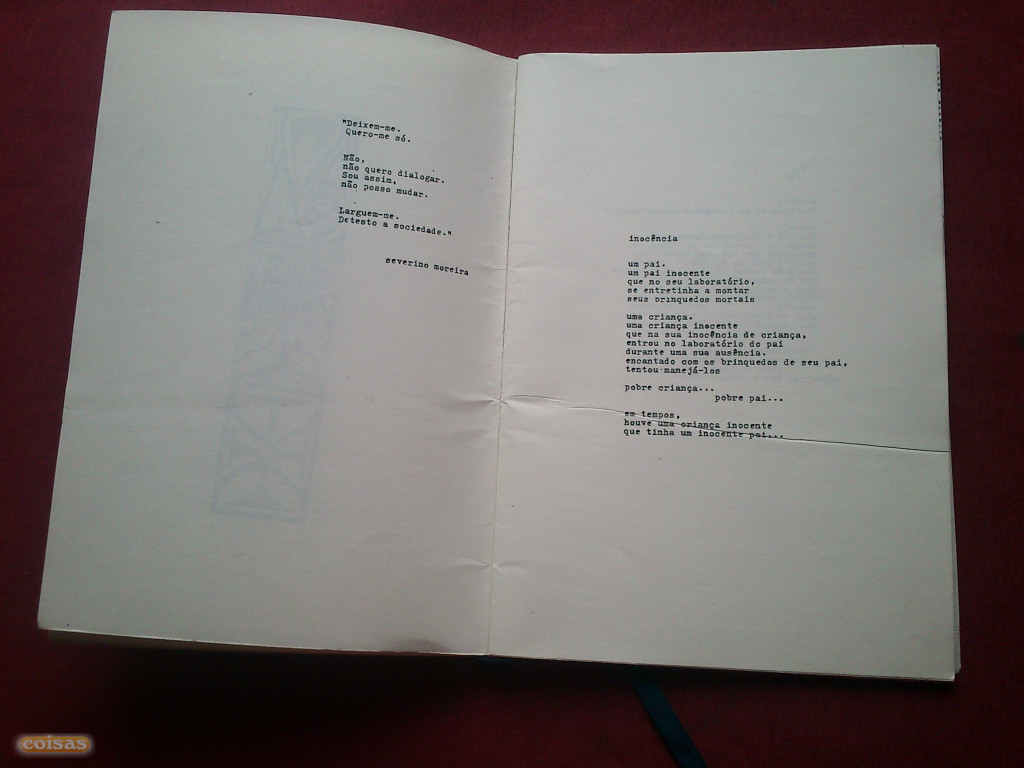 "Deixem-me.
Quero-me só.
Não,
não quero dialogar.
Sou assim,
não posso mudar.
Larguem-me.
Detesto a sociedade."
severino moreira
inocência
um pai.
um pai inocente
que no seu laboratório,
se entretinha a montar
seus brinquedos mortais
uma criança.
uma criança inocente
que na sua inocência de criança,
entrou no laboratório do pai
durante uma sua ausência.
encantado com os brinquedos de seu pai,
tentou manejá-los
pobre criança...
pobre pai...
em tempos,
houve uma criança inocente
que tinha um inocente pai...
coisas